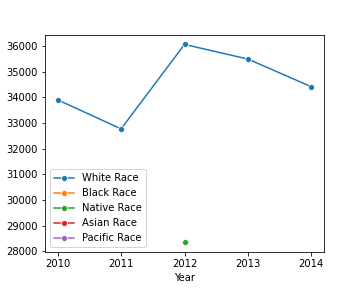 36000
35000
34000
33000
32000
31000
30000
29000
28000
White Race
Black Race
Native Race
Asian Race
Pacific Race
2010 2011 2012 2013 2014
Year